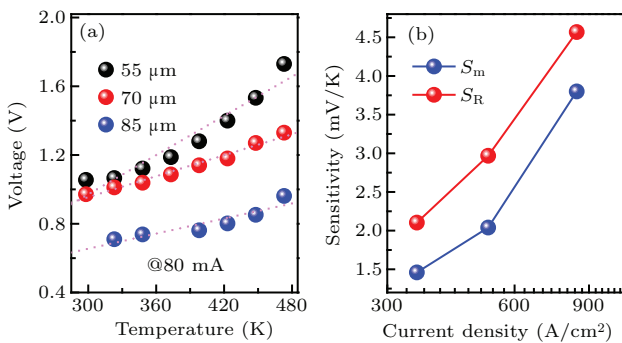 (a)
55 µm
70 µm
85 µm
@80 mA
Voltage (V)
2.0
1.6
1.2
0.8
0.4
300 360 420 480
Temperature (K)
(b)
Sm
SR
Sensitivity (mV/K)
4.5
4.0
3.5
3.0
2.5
2.0
1.5
300 600 900
Current density (A/cm²)